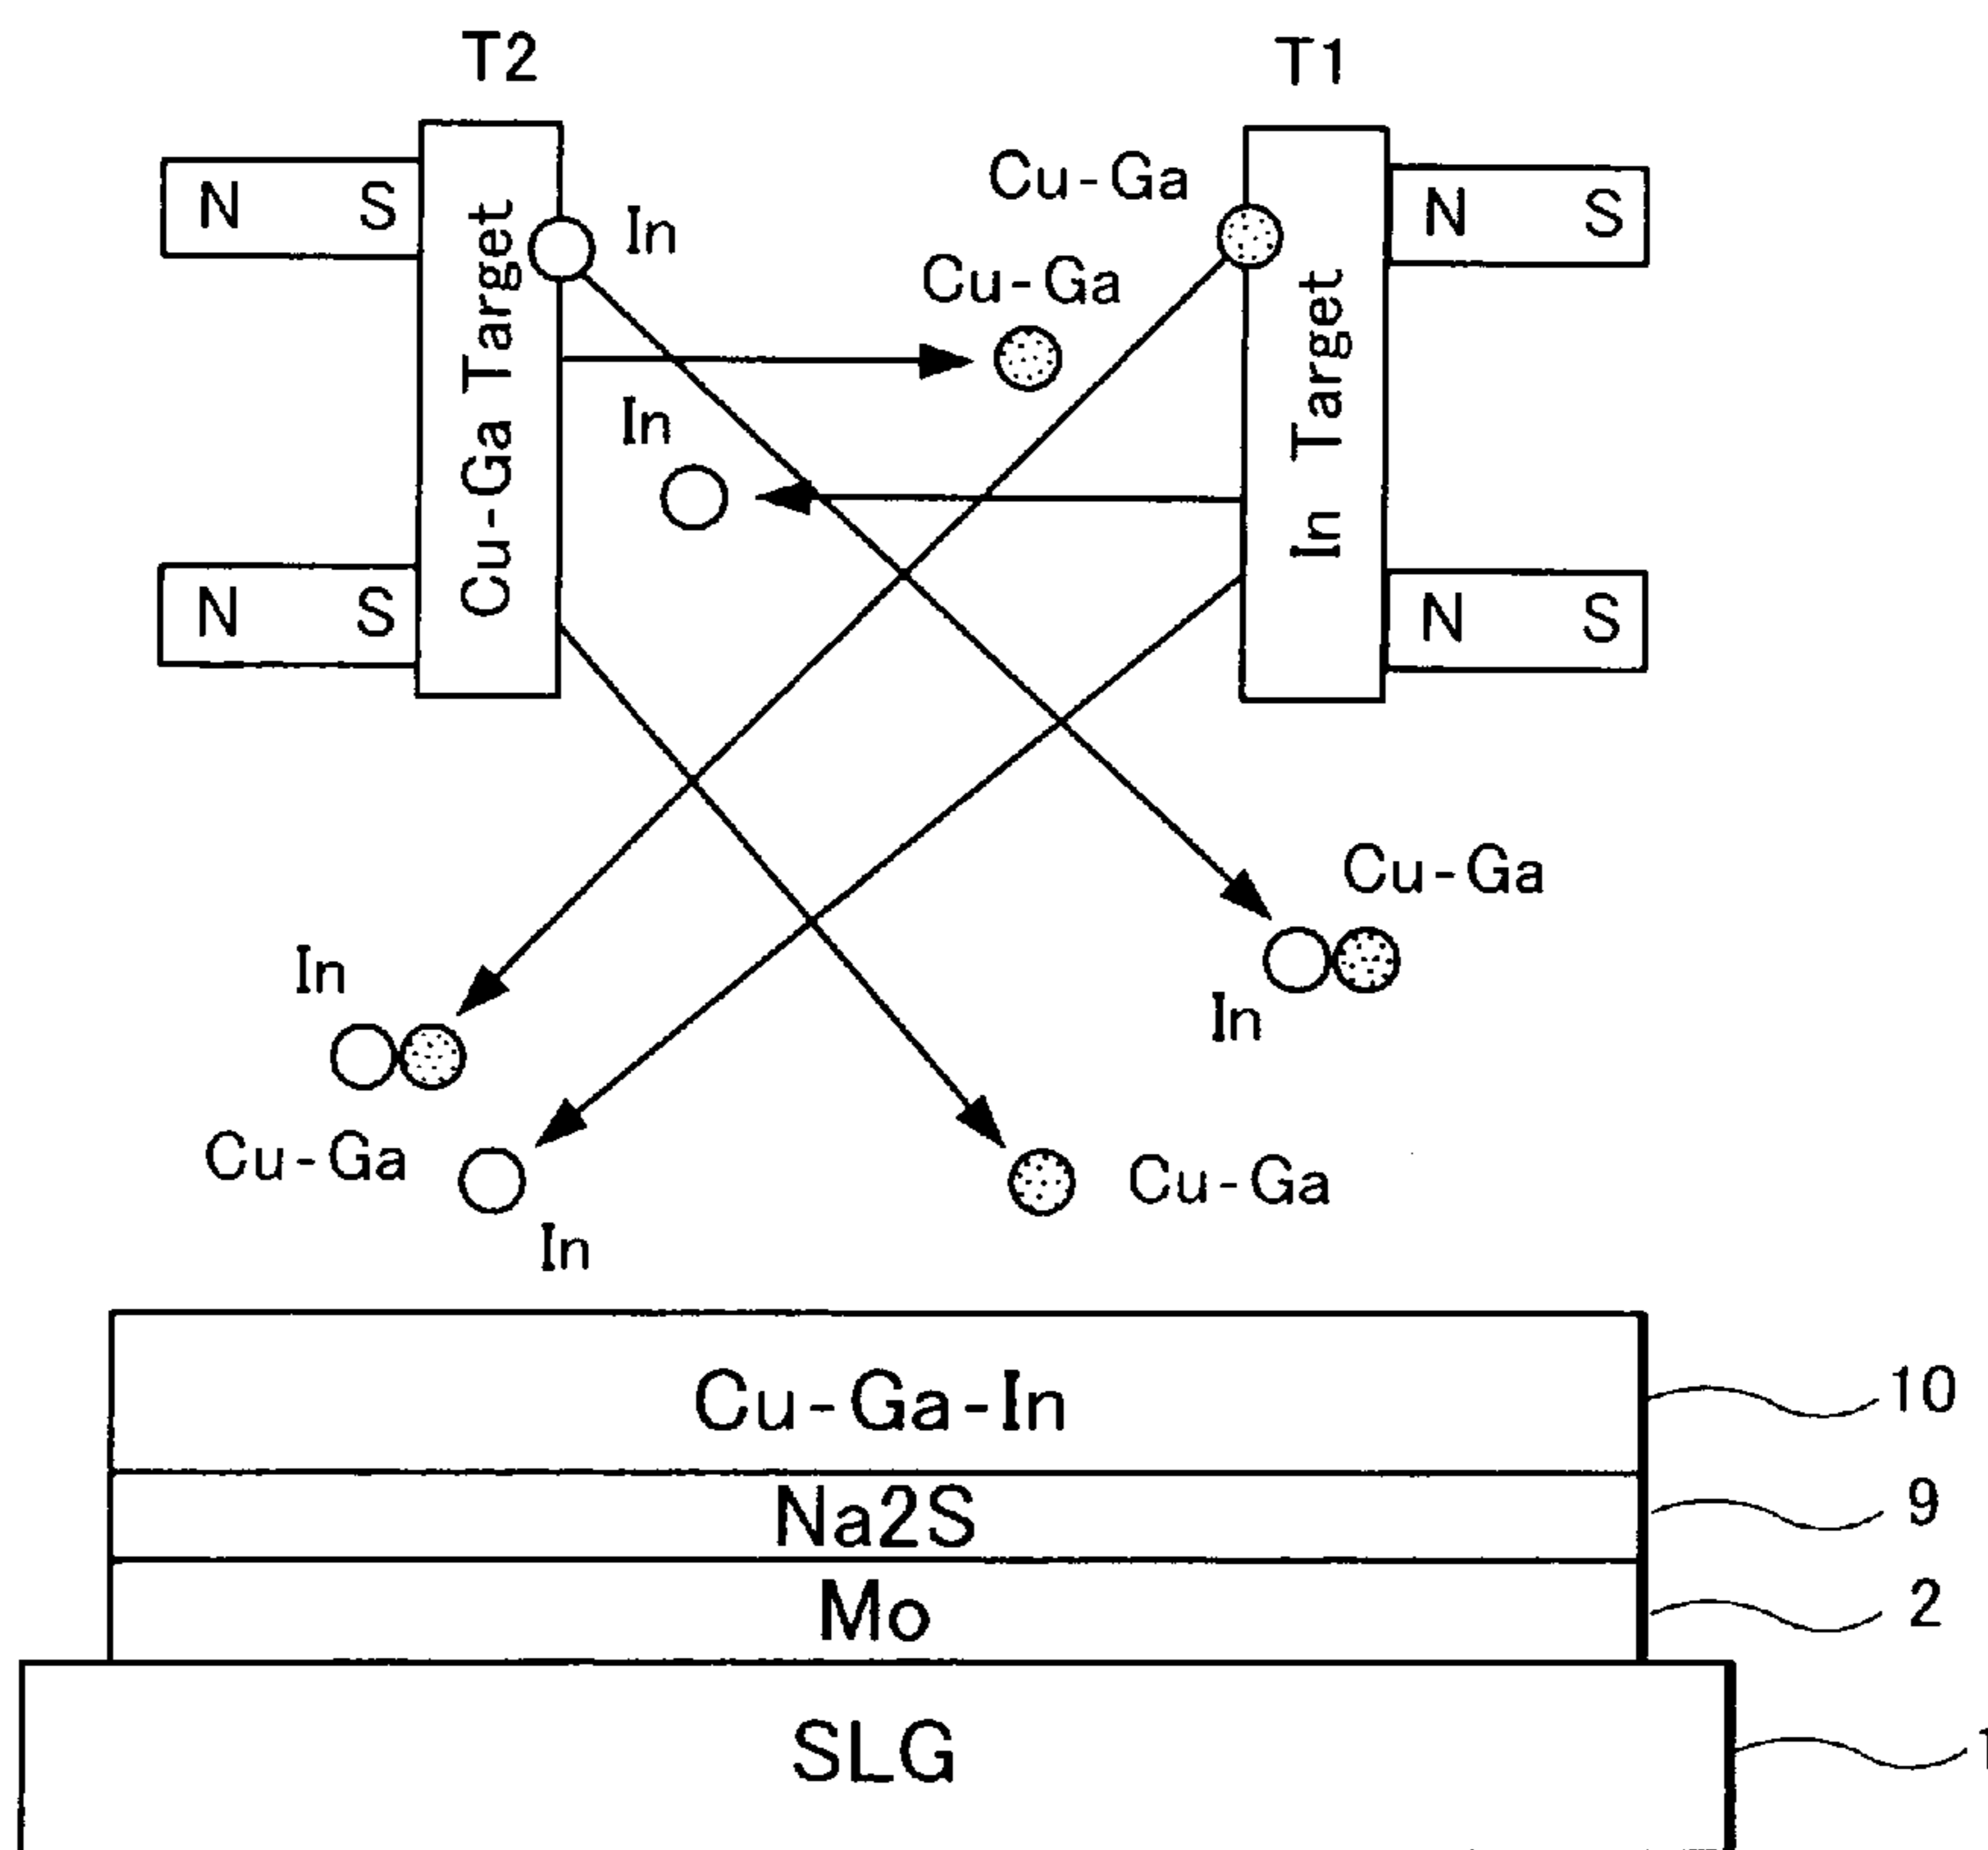 T2
T1
N S
Cu-Ga Target
In
Cu-Ga
Cu-Ga
In Target
N S
In
N S
N S
Cu-Ga
In
In
Cu-Ga
In
Cu-Ga
Cu-Ga-In
10
Na2S
9
Mo
2
SLG
1